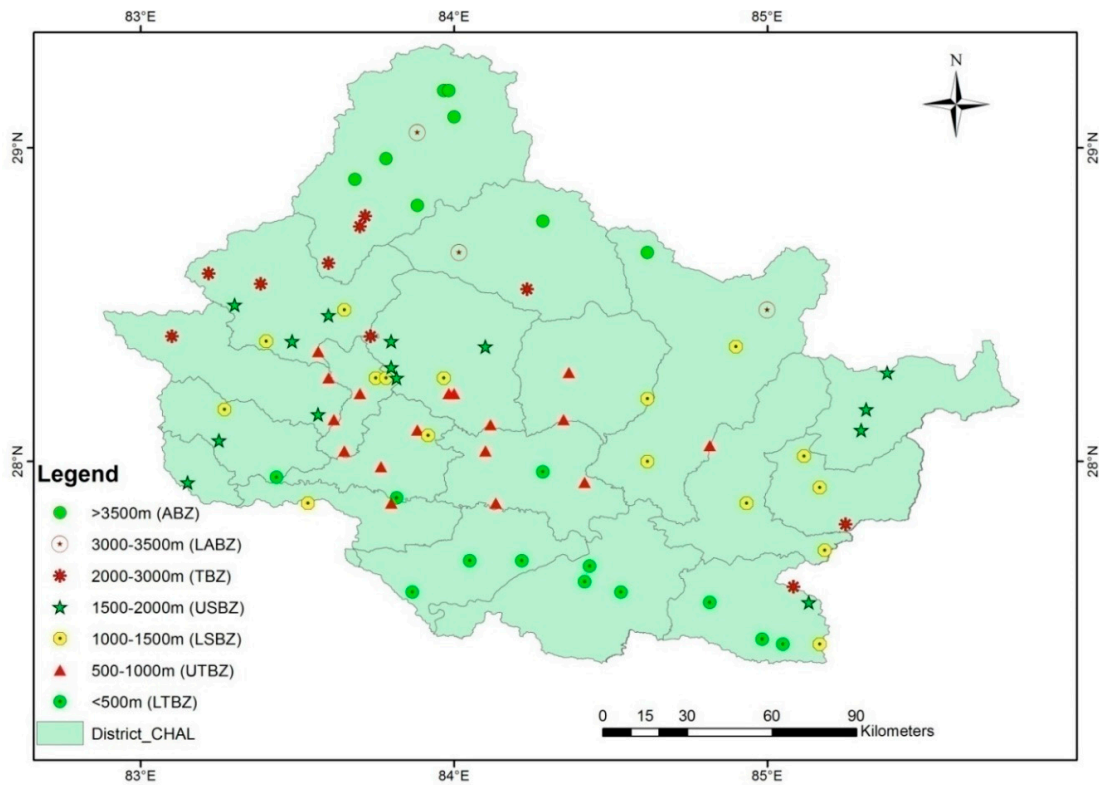 83°E 84°E 85°E
N
29°N 29°N
28°N 28°N
Legend
>3500m (ABZ)
3000-3500m (LABZ)
2000-3000m (TBZ)
1500-2000m (USBZ)
1000-1500m (LSBZ)
500-1000m (UTBZ)
<500m (LTBZ)
District_CHAL
0 15 30 60 90
Kilometers
83°E 84°E 85°E